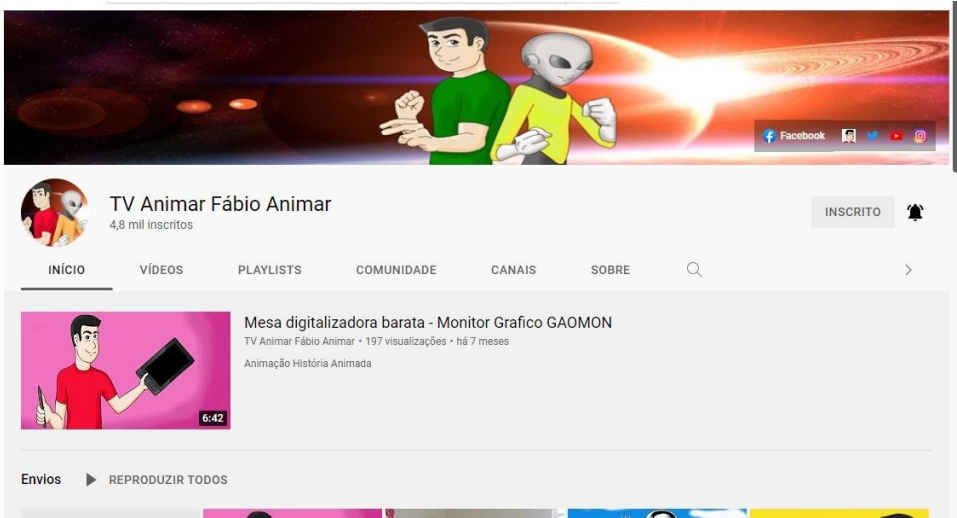 Facebook
TV Animar Fábio Animar
4,8 mil inscritos
INSCRITO
INÍCIO VÍDEOS PLAYLISTS COMUNIDADE CANAIS SOBRE
Mesa digitalizadora barata - Monitor Grafico GAOMON
TV Animar Fábio Animar • 197 visualizações • há 7 meses
Animação História Animada
6:42
Envios REPRODUZIR TODOS